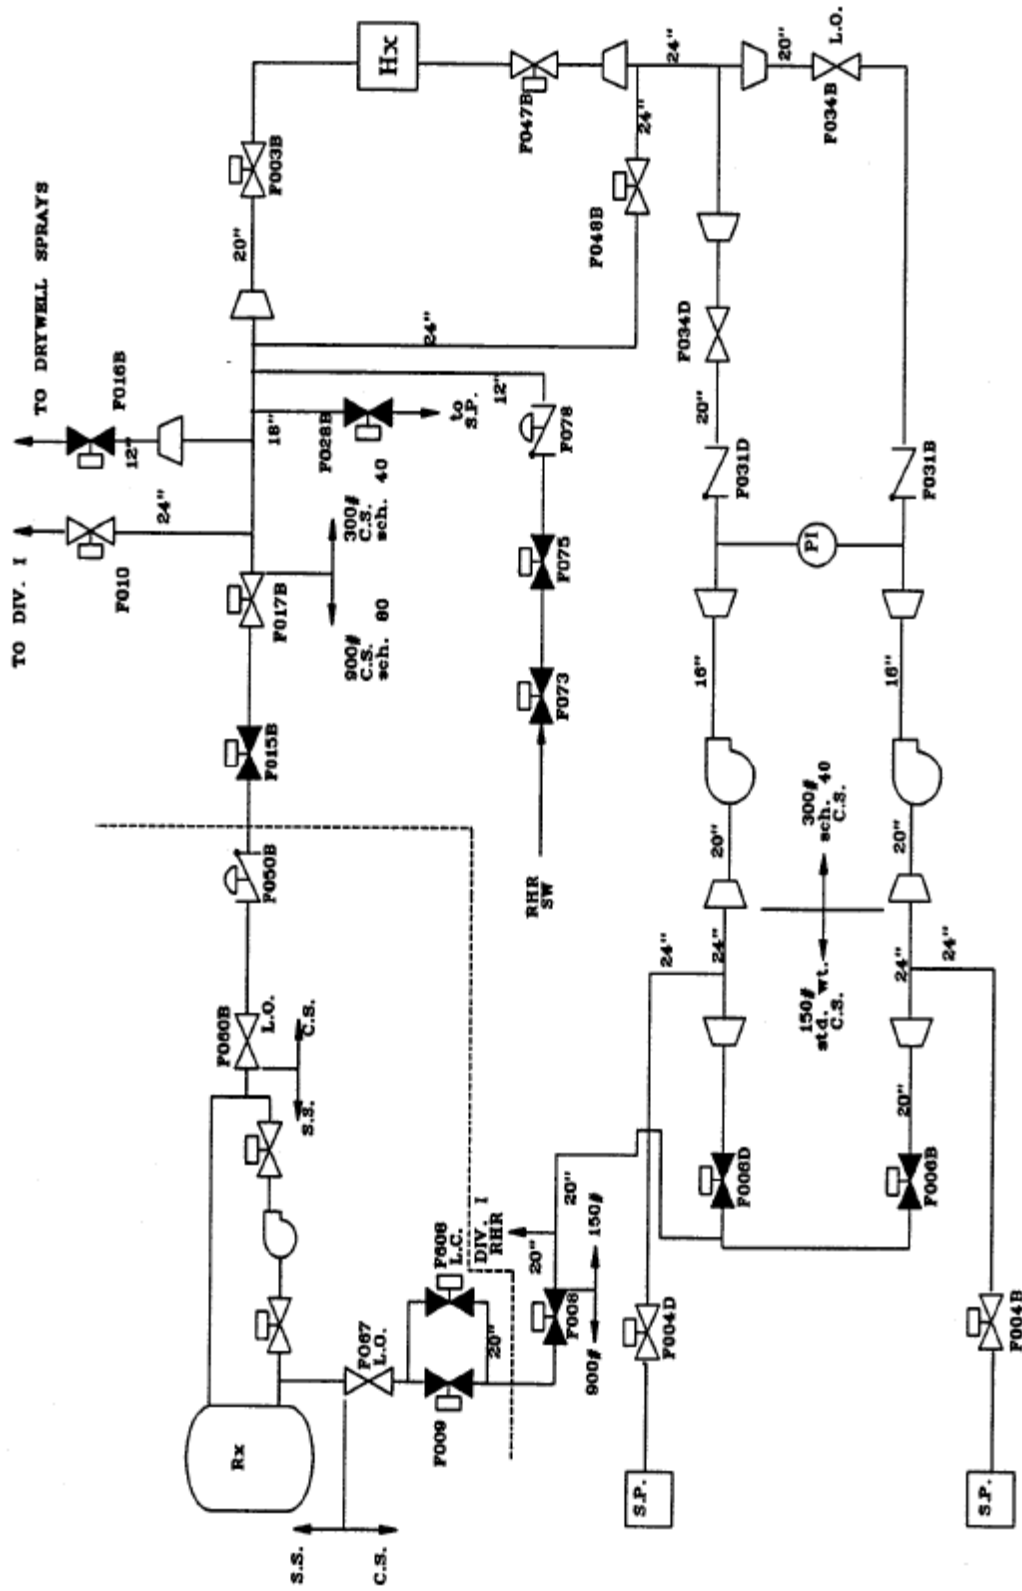 TO DIV. I
TO DRYWELL SPRAYS
F010
24"
F016B
12"
18"
20"
F003B
Hx
F047B
24"
20"
L.O.
F034B
24"
F048B
24"
F028B
to
S.P.
12"
F078
F075
F073
RHR
SW
F017B
300#
C.S.
sch. 40
900#
C.S.
sch. 80
F015B
F050B
F060B
L.O.
C.S.
S.S.
Rx
S.S.
C.S.
F067
L.O.
F608
L.C.
F009
20"
DIV. I
RHR
20"
20"
F008
900#
150#
F034D
20"
F031D
F031B
PI
16"
16"
300#
sch. 40
C.S.
150#
std. wt.
C.S.
20"
20"
24"
24"
24"
24"
20"
F006D
F006B
F004D
F004B
S.P.
S.P.